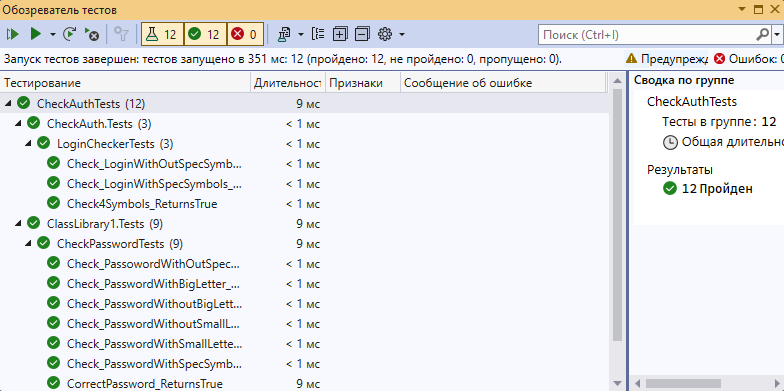 Обозреватель тестов
12 12 0
Поиск (Ctrl+I)
Запуск тестов завершен: тестов запущено в 351 мс: 12 (пройдено: 12, не пройдено: 0, пропущено: 0).
Предупрежд
Ошибок: 0
Тестирование Длительност Признаки Сообщение об ошибке
CheckAuthTests (12) 9 мс
CheckAuth.Tests (3) < 1 мс
LoginCheckerTests (3) < 1 мс
Check_LoginWithOutSpecSymb... < 1 мс
Check_LoginWithSpecSymbols_... < 1 мс
Check4Symbols_ReturnsTrue < 1 мс
ClassLibrary1.Tests (9) 9 мс
CheckPasswordTests (9) 9 мс
Check_PassowordWithOutSpec... < 1 мс
Check_PasswordWithBigLetter_... < 1 мс
Check_PasswordWithoutBigLett... < 1 мс
Check_PasswordWithoutSmallL... < 1 мс
Check_PasswordWithSmallLette... < 1 мс
Check_PasswordWithSpecSymb... < 1 мс
CorrectPassword_ReturnsTrue 9 мс
Сводка по группе
CheckAuthTests
Тесты в группе: 12
Общая длительно
Результаты
12 Пройден